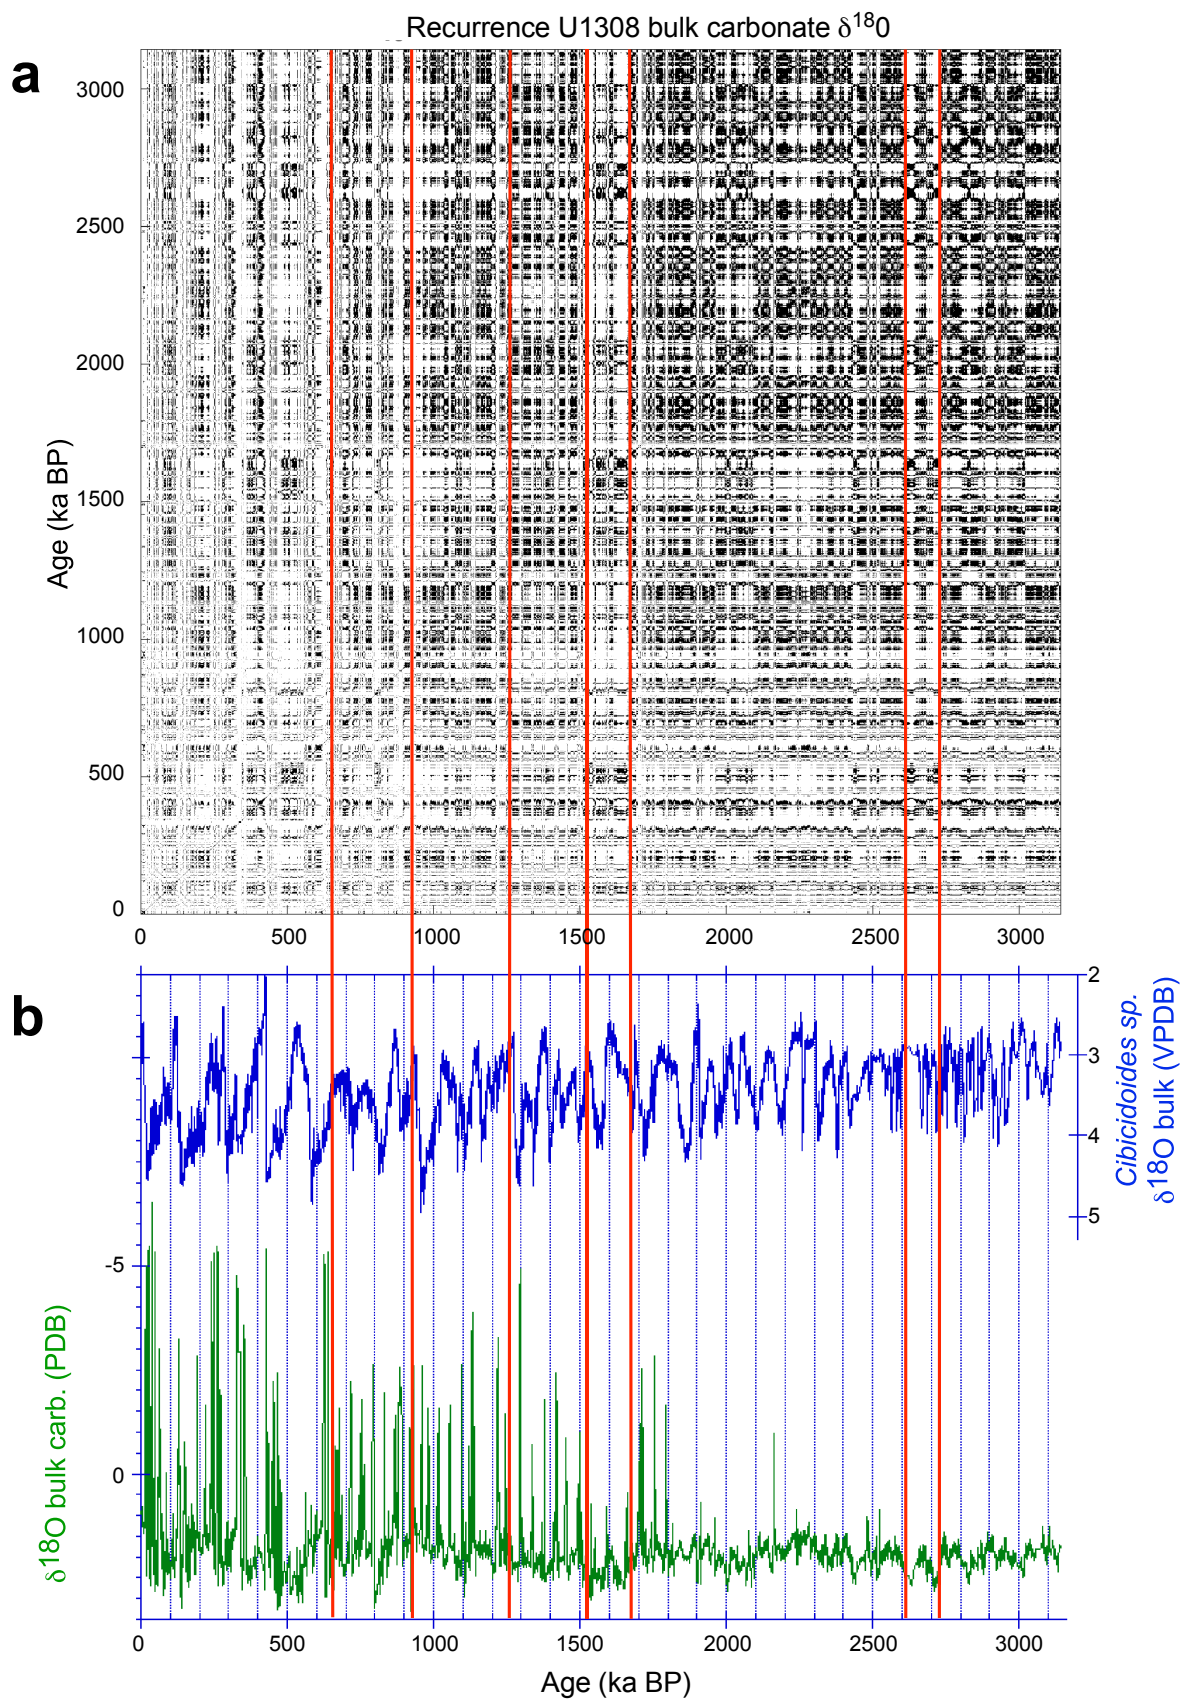 Recurrence U1308 bulk carbonate δ¹⁸0
a
3000
2500
2000
1500
1000
500
0
Age (ka BP)
0 500 1000 1500 2000 2500 3000
b
2
3
4
5
Cibicidoides sp.
δ¹⁸O bulk (VPDB)
-5
0
δ¹⁸O bulk carb. (PDB)
0 500 1000 1500 2000 2500 3000
Age (ka BP)